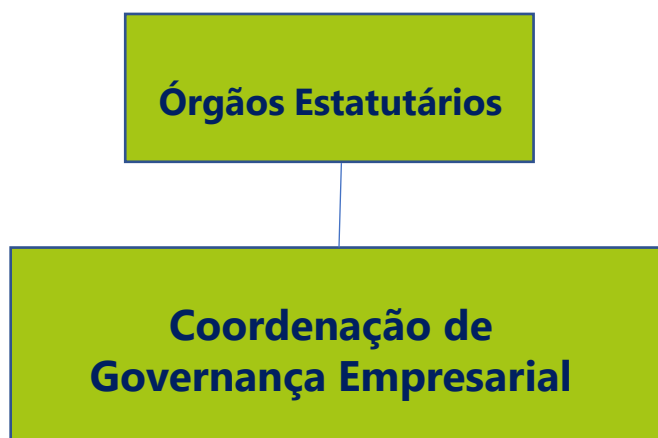 Órgãos Estatutários
Coordenação de
Governança Empresarial